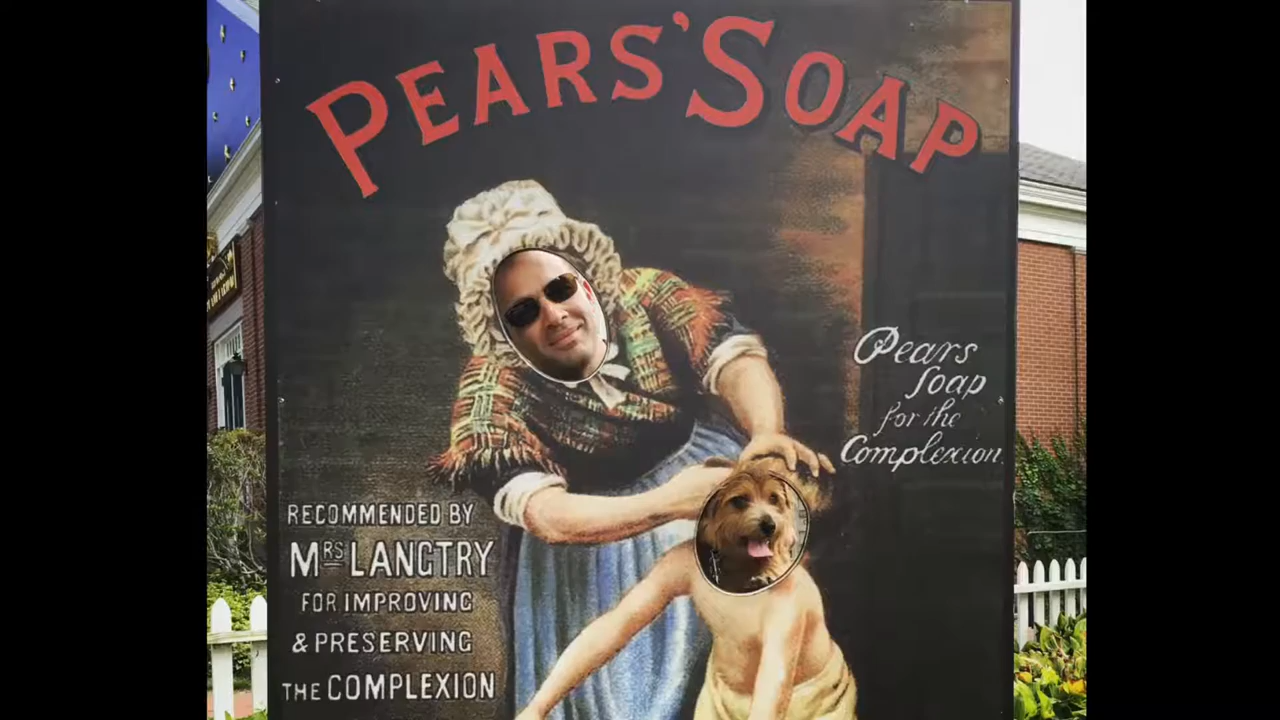 PEARS' SOAP
Pears
Soap
for the
Complexion
RECOMMENDED BY
MRS LANGTRY
FOR IMPROVING
& PRESERVING
THE COMPLEXION